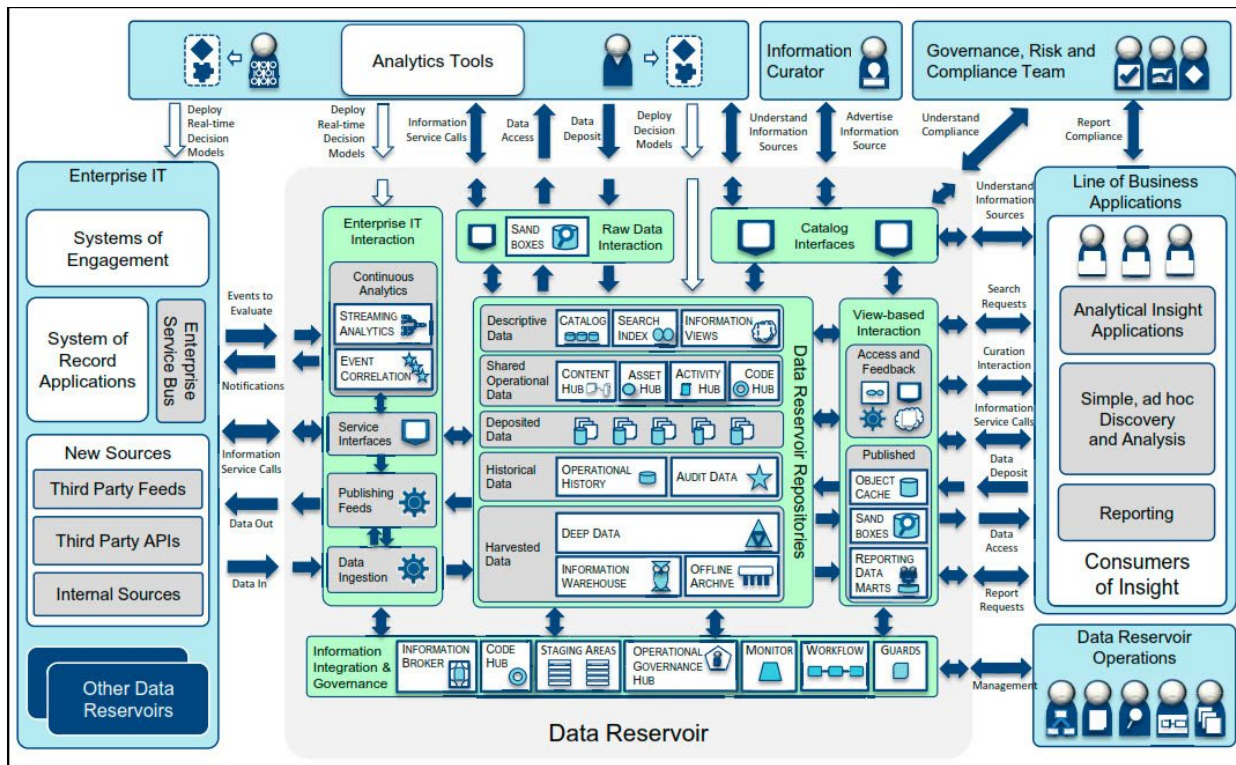 Analytics Tools
Information
Curator
Governance, Risk and
Compliance Team
Deploy
Real-time
Decision
Models
Deploy
Real-time
Decision
Models
Information
Service Calls
Data
Access
Data
Deposit
Deploy
Decision
Models
Understand
Information
Sources
Advertise
Information
Source
Understand
Compliance
Report
Compliance
Enterprise IT
Systems of
Engagement
System of
Record
Applications
Enterprise
Service Bus
New Sources
Third Party Feeds
Third Party APIs
Internal Sources
Other Data
Reservoirs
Events to
Evaluate
Notifications
Information
Service Calls
Data Out
Data In
Enterprise IT
Interaction
Continuous
Analytics
STREAMING
ANALYTICS
EVENT
CORRELATION
Service
Interfaces
Publishing
Feeds
Data
Ingestion
SAND
BOXES
Raw Data
Interaction
Catalog
Interfaces
Descriptive
Data
CATALOG
SEARCH
INDEX
INFORMATION
VIEWS
Shared
Operational
Data
CONTENT
HUB
ASSET
HUB
ACTIVITY
HUB
CODE
HUB
Deposited
Data
Historical
Data
OPERATIONAL
HISTORY
AUDIT DATA
Harvested
Data
DEEP DATA
INFORMATION
WAREHOUSE
OFFLINE
ARCHIVE
Data Reservoir Repositories
View-based
Interaction
Access and
Feedback
Published
OBJECT
CACHE
SAND
BOXES
REPORTING
DATA
MARTS
Understand
Information
Sources
Search
Requests
Curation
Interaction
Information
Service Calls
Data
Deposit
Data
Access
Report
Requests
Line of Business
Applications
Analytical Insight
Applications
Simple, ad hoc
Discovery
and Analysis
Reporting
Consumers
of Insight
Information
Integration &
Governance
INFORMATION
BROKER
CODE
HUB
STAGING AREAS
OPERATIONAL
GOVERNANCE
HUB
MONITOR
WORKFLOW
GUARDS
Management
Data Reservoir
Operations
Data Reservoir